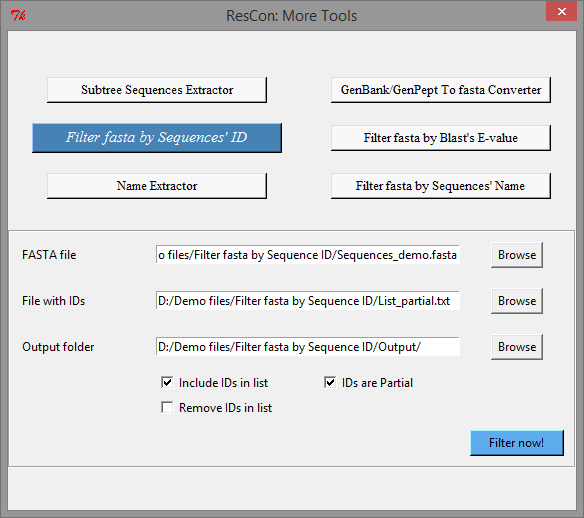 ResCon: More Tools
Subtree Sequences Extractor
GenBank/GenPept To fasta Converter
Filter fasta by Sequences' ID
Filter fasta by Blast's E-value
Name Extractor
Filter fasta by Sequences' Name
FASTA file
o files/Filter fasta by Sequence ID/Sequences_demo.fasta
Browse
File with IDs
D:/Demo files/Filter fasta by Sequence ID/List_partial.txt
Browse
Output folder
D:/Demo files/Filter fasta by Sequence ID/Output/
Browse
Include IDs in list
IDs are Partial
Remove IDs in list
Filter now!